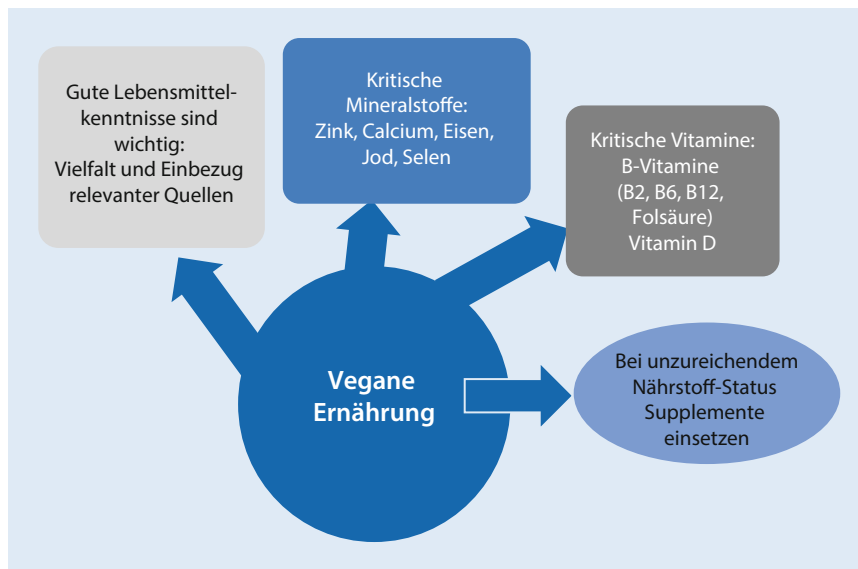 Gute Lebensmittel-
kenntnisse sind
wichtig:
Vielfalt und Einbezug
relevanter Quellen
Kritische
Mineralstoffe:
Zink, Calcium, Eisen,
Jod, Selen
Kritische Vitamine:
B-Vitamine
(B2, B6, B12,
Folsäure)
Vitamin D
Vegane
Ernährung
Bei unzureichendem
Nährstoff-Status
Supplemente
einsetzen